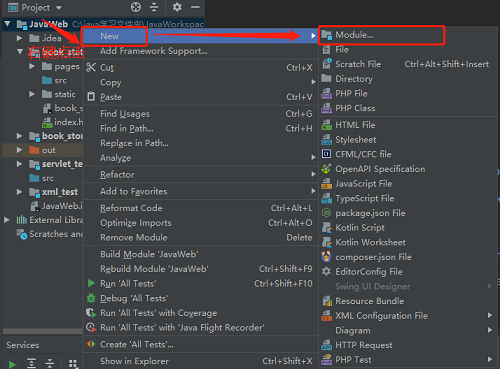 Project
JavaWeb C:\java学习文件夹\JavaWorkspac
.idea
book_stat
pages
src
static
book_s
index.h
book_stor
out
servlet_te
src
xml_test
JavaWeb.i
External Libra
Scratches and
Services
New
Add Framework Support...
Cut Ctrl+X
Copy
Paste Ctrl+V
Find Usages Ctrl+G
Find in Path... Ctrl+H
Replace in Path...
Analyze
Refactor
Add to Favorites
Reformat Code Ctrl+Alt+L
Optimize Imports Ctrl+Alt+O
Remove Module Delete
Build Module 'JavaWeb'
Rebuild Module 'JavaWeb' Ctrl+Shift+F9
Run 'All Tests' Ctrl+Shift+F10
Debug 'All Tests'
Run 'All Tests' with Coverage
Run 'All Tests' with 'Java Flight Recorder'
Create 'All Tests'...
Show in Explorer Ctrl+Shift+X
Module...
File
Scratch File Ctrl+Alt+Shift+Insert
Directory
PHP File
PHP Class
HTML File
Stylesheet
CFML/CFC file
OpenAPI Specification
JavaScript File
TypeScript File
package.json File
Kotlin Script
Kotlin Worksheet
composer.json File
EditorConfig File
Swing UI Designer
Resource Bundle
XML Configuration File
Diagram
HTTP Request
PHP Test